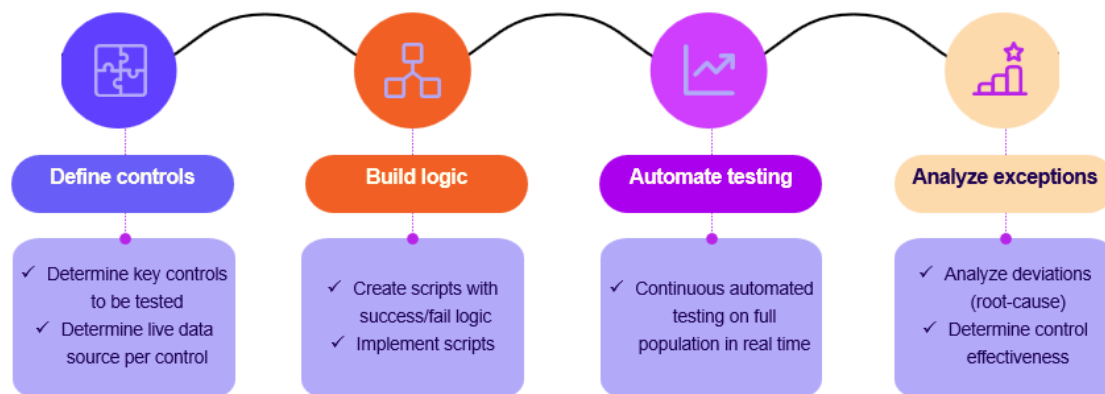 Define controls
Build logic
Automate testing
Analyze exceptions
✓ Determine key controls
to be tested
✓ Determine live data
source per control
✓ Create scripts with
success/fail logic
✓ Implement scripts
✓ Continuous automated
testing on full
population in real time
✓ Analyze deviations
(root-cause)
✓ Determine control
effectiveness